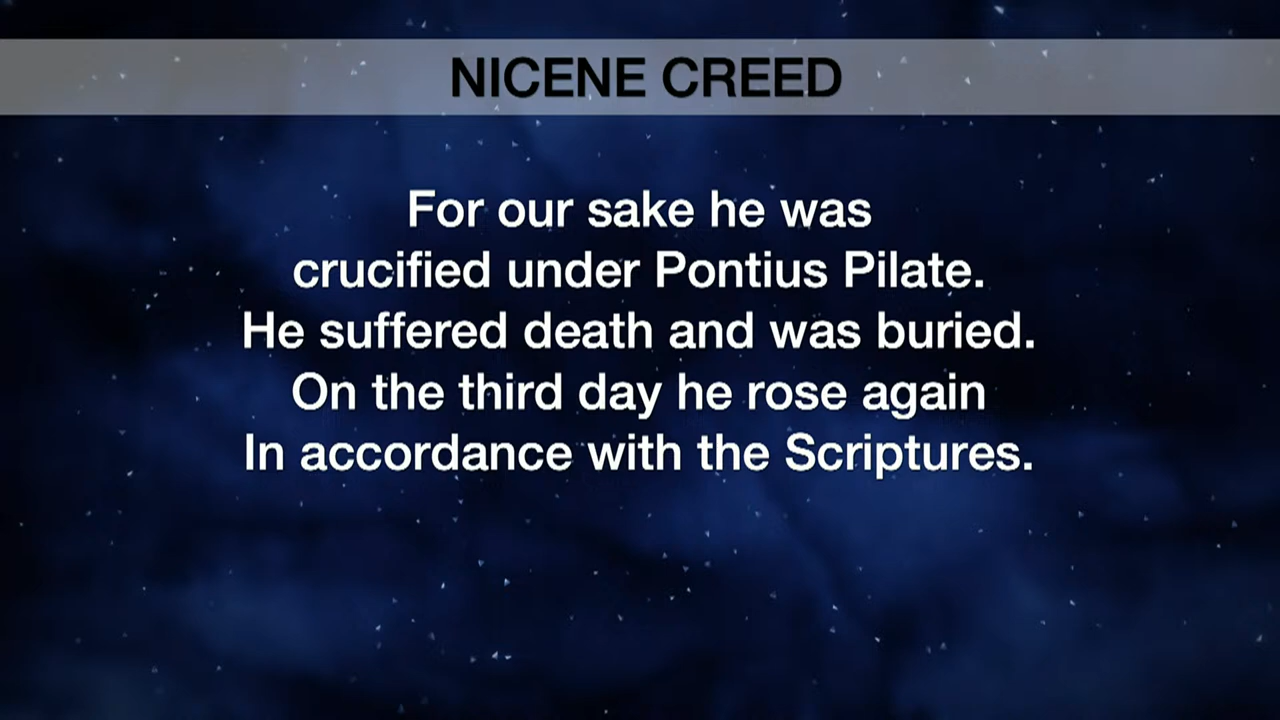 NICENE CREED
For our sake he was
crucified under Pontius Pilate.
He suffered death and was buried.
On the third day he rose again
In accordance with the Scriptures.